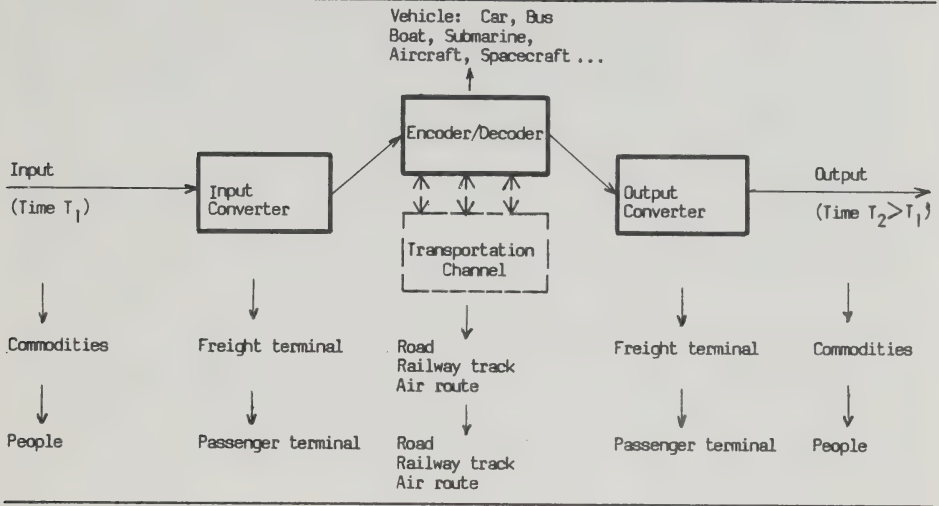 Vehicle: Car, Bus
Boat, Submarine,
Aircraft, Spacecraft ...
Encoder/Decoder
Input
(Time T₁)
Input
Converter
Output
Converter
Output
(Time T₂>T₁)
Transportation
Channel
Commodities
Freight terminal
Road
Railway track
Air route
Freight terminal
Commodities
People
Passenger terminal
Road
Railway track
Air route
Passenger terminal
People